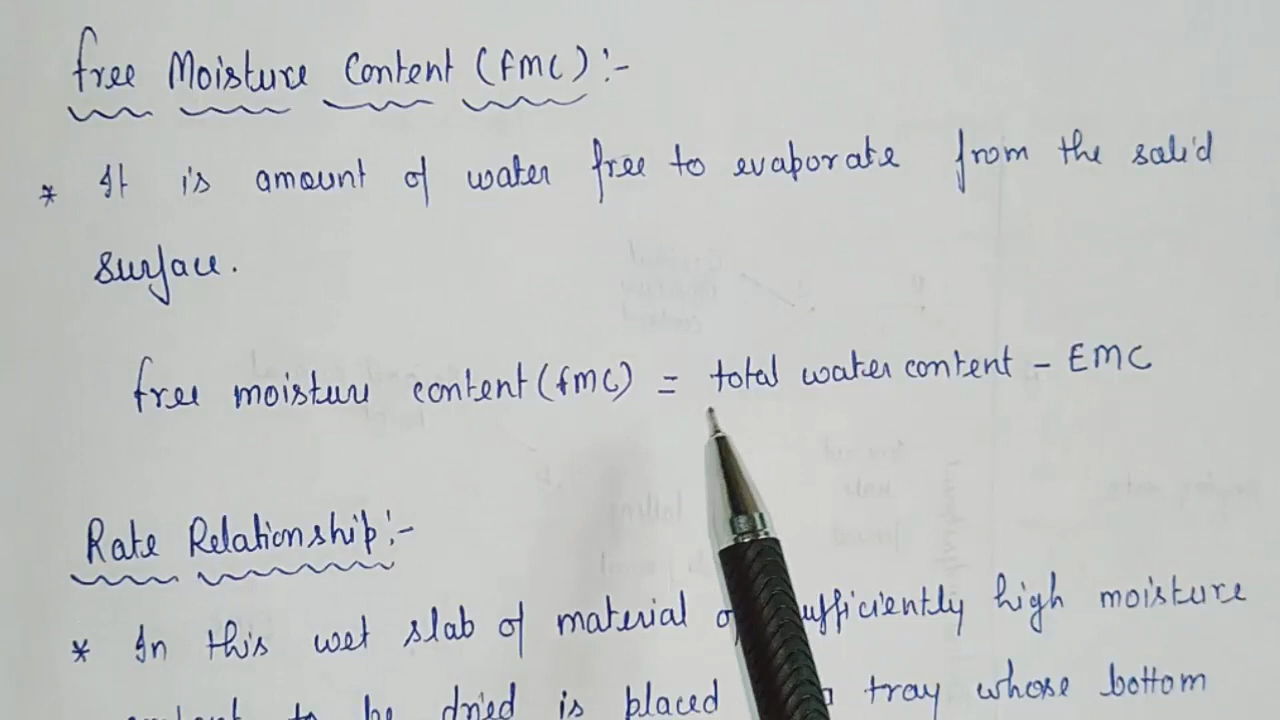 free Moisture Content (FMC) :-
* It is amount of water free to evaporate from the solid
surface.
free moisture content (fMC) = total water content - EMC
Rate Relationship :-
* In this wet slab of material sufficiently high moisture
to be dried is placed tray whose bottom